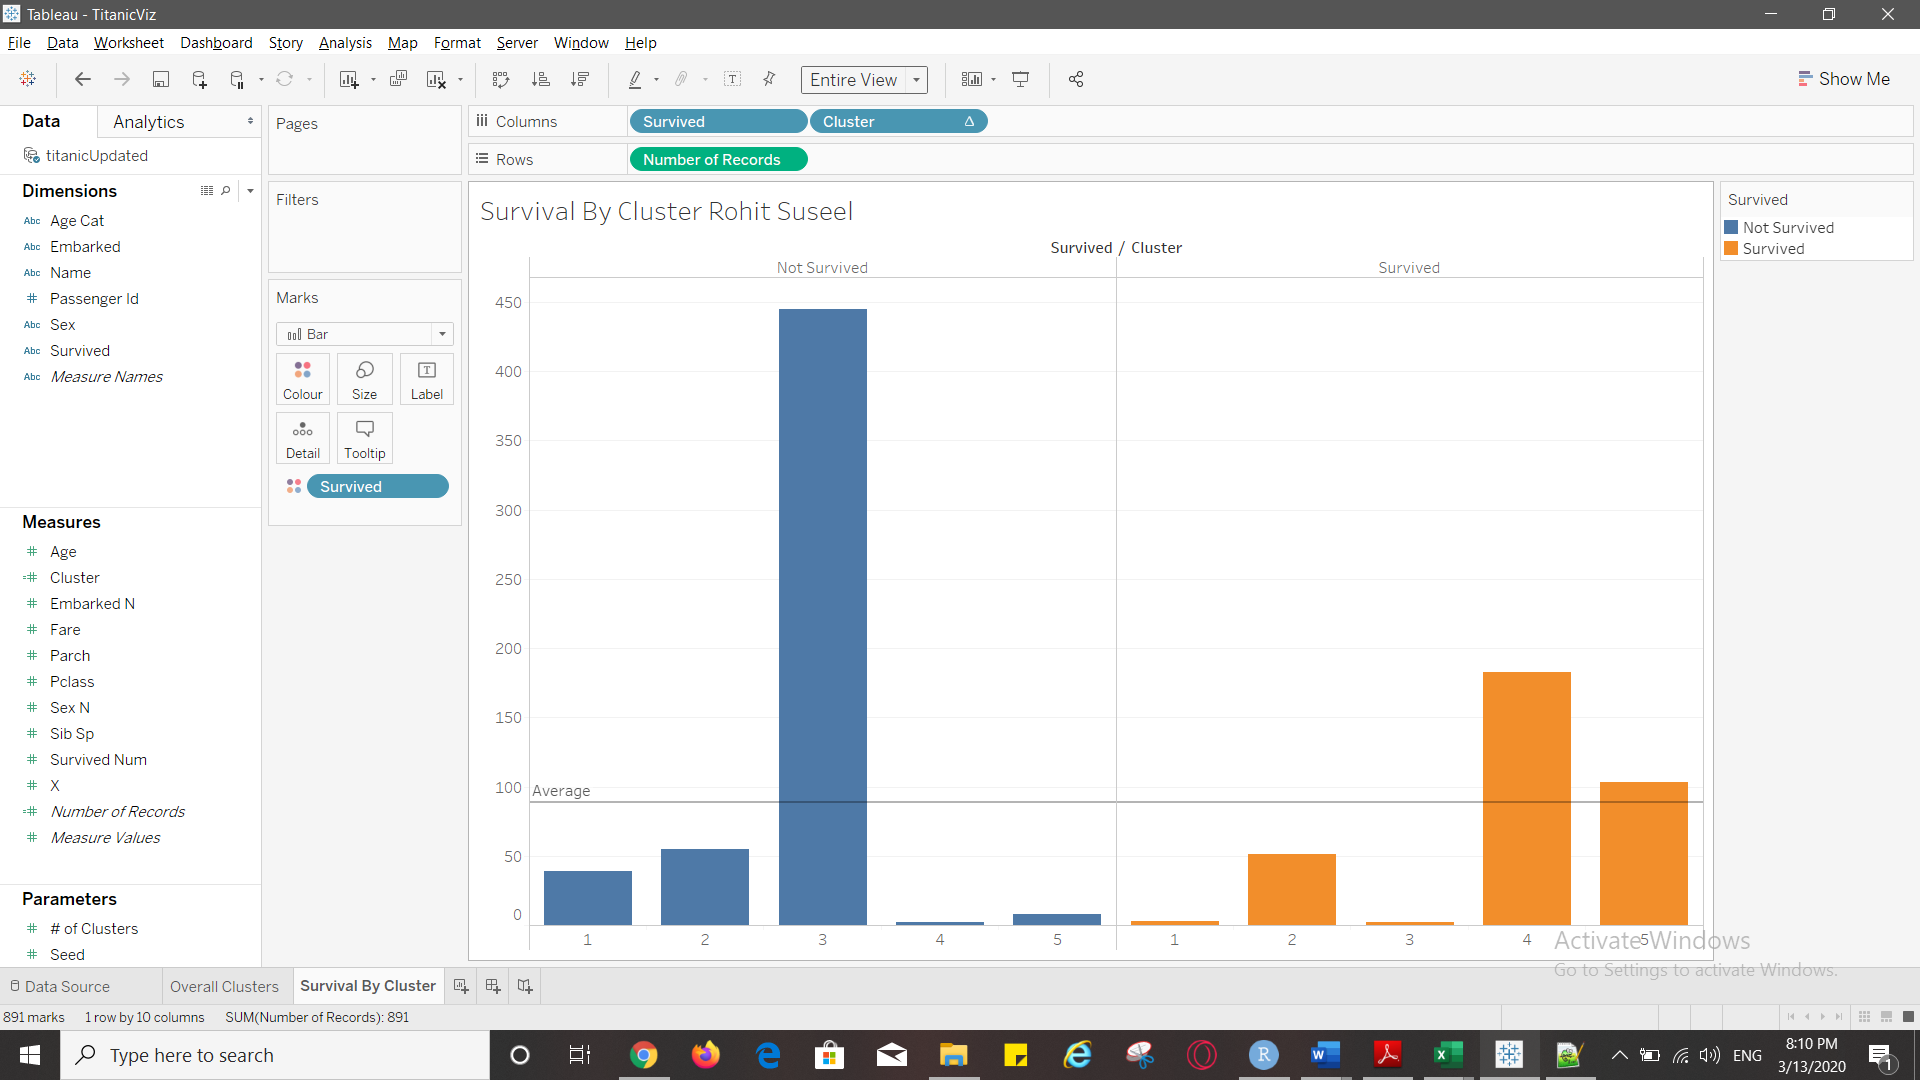 Tableau - TitanicViz
File Data Worksheet Dashboard Story Analysis Map Format Server Window Help
Entire View
Show Me
Data
Analytics
titanicUpdated
Dimensions
Abc Age Cat
Abc Embarked
Abc Name
# Passenger Id
Abc Sex
Abc Survived
Abc Measure Names
Measures
# Age
=# Cluster
# Embarked N
# Fare
# Parch
# Pclass
# Sex N
# Sib Sp
# Survived Num
# X
=# Number of Records
# Measure Values
Parameters
# # of Clusters
# Seed
Pages
Filters
Marks
Bar
Colour Size Label
Detail Tooltip
Survived
Columns Survived Cluster Δ
Rows Number of Records
Survival By Cluster Rohit Suseel
Survived / Cluster
Not Survived Survived
450
400
350
300
250
200
150
100
50
0
Average
1 2 3 4 5 1 2 3 4 5
Survived
Not Survived
Survived
Activate Windows
Go to Settings to activate Windows.
Data Source Overall Clusters Survival By Cluster
891 marks 1 row by 10 columns SUM(Number of Records): 891
Type here to search
ENG
8:10 PM
3/13/2020
1